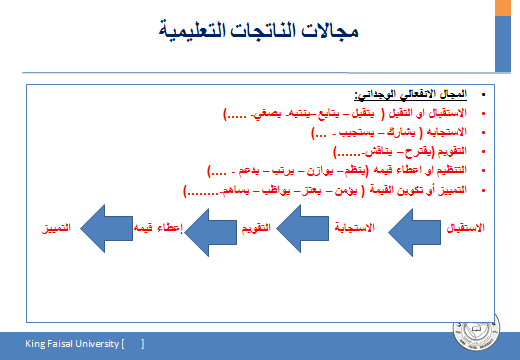 مجالات الناتجات التعليمية
• المجال الانفعالي الوجداني:
• الاستقبال او التقبل ( يتقبل – يتابع –ينتبه- يصغي- .....)
• الاستجابه ( يشارك – يستجيب - ...)
• التقويم (يقترح – يناقش-......)
• التنظيم او اعطاء قيمه (ينظم – يوازن – يرتب – يدعم - ....)
• التمييز أو تكوين القيمة ( يؤمن – يعتز – يواظب – يساهم-........)
الاستقبال الاستجابة التقويم إعطاء قيمه التمييز
King Faisal University [ ]